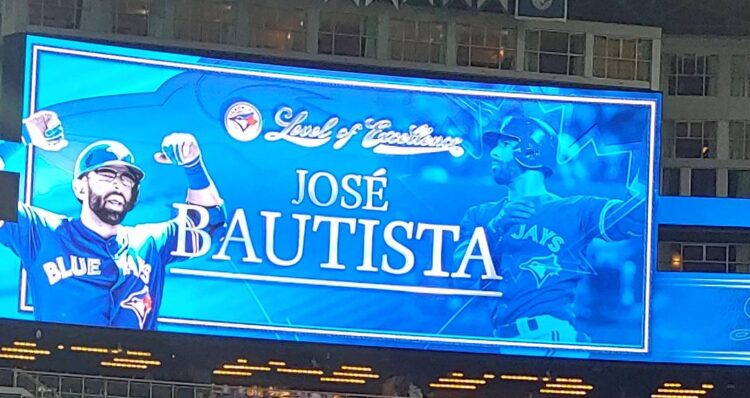 Level of Excellence
JOSÉ
BAUTISTA
BLUE JAYS
JAYS